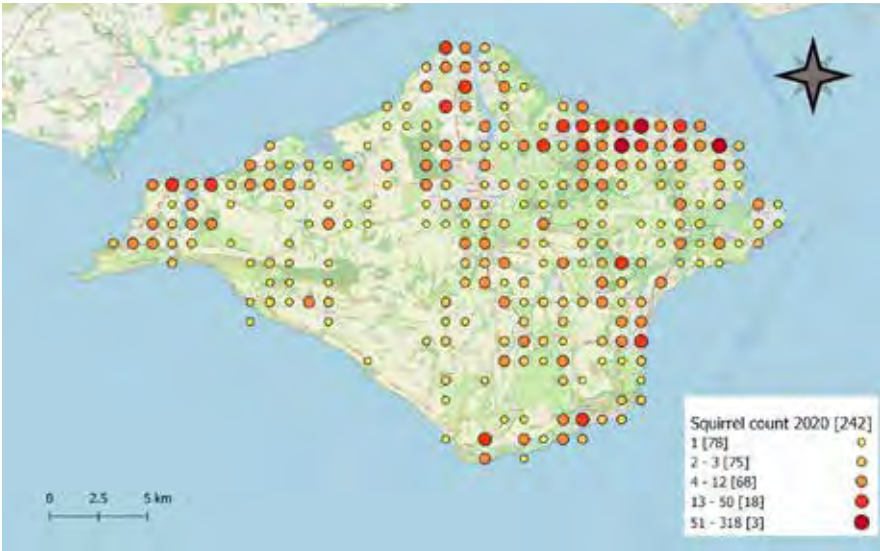 Squirrel count 2020 [242]
1 [78]
2 - 3 [75]
4 - 12 [68]
13 - 50 [18]
51 - 318 [3]
0 2.5 5 km